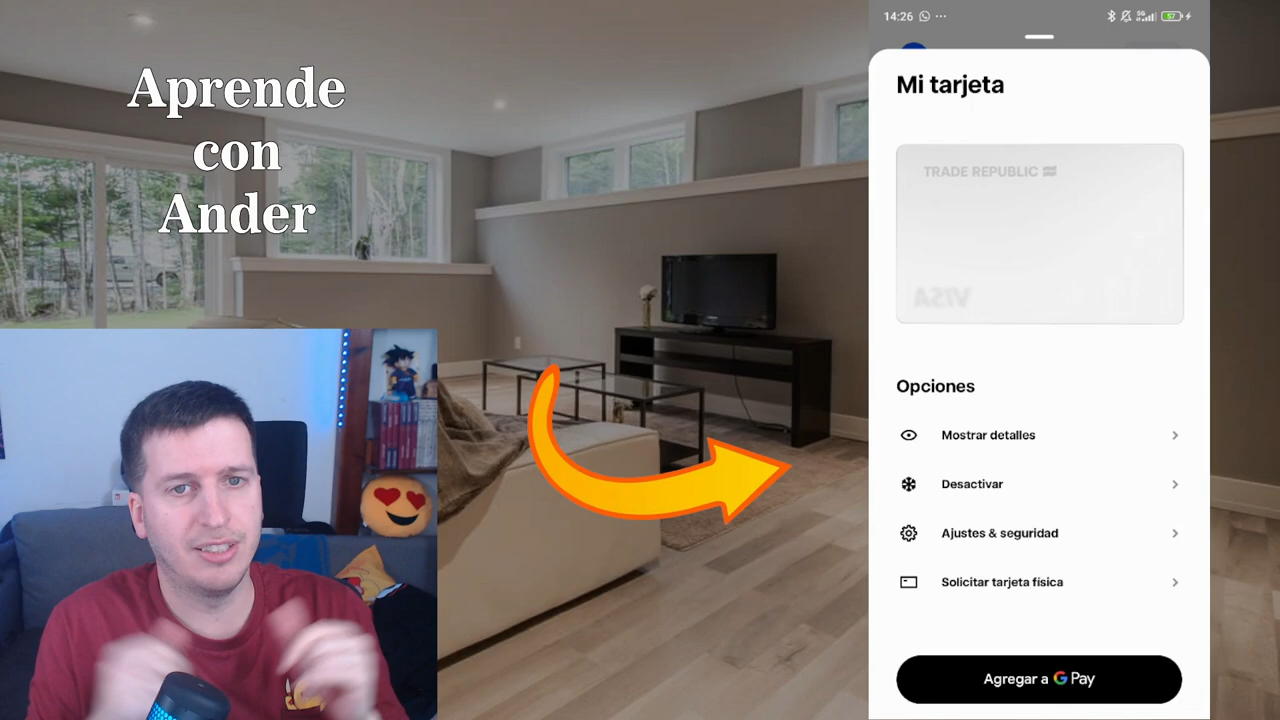 Aprende
con
Ander
14:26
57
Mi tarjeta
TRADE REPUBLIC
VISA
Opciones
Mostrar detalles
Desactivar
Ajustes & seguridad
Solicitar tarjeta física
Agregar a G Pay